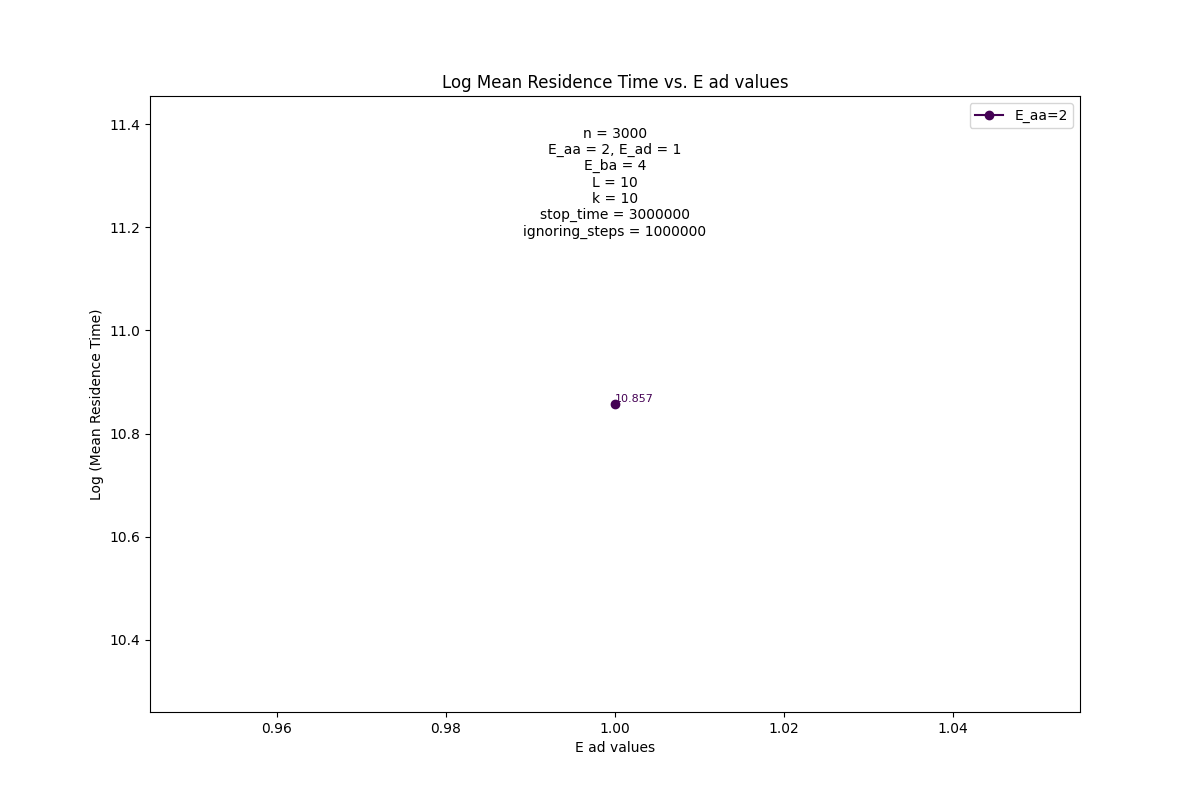 Log Mean Residence Time vs. E ad values
E_aa=2
n = 3000
E_aa = 2, E_ad = 1
E_ba = 4
L = 10
k = 10
stop_time = 3000000
ignoring_steps = 1000000
Log (Mean Residence Time)
11.4
11.2
11.0
10.8
10.6
10.4
10.857
0.96
0.98
1.00
1.02
1.04
E ad values